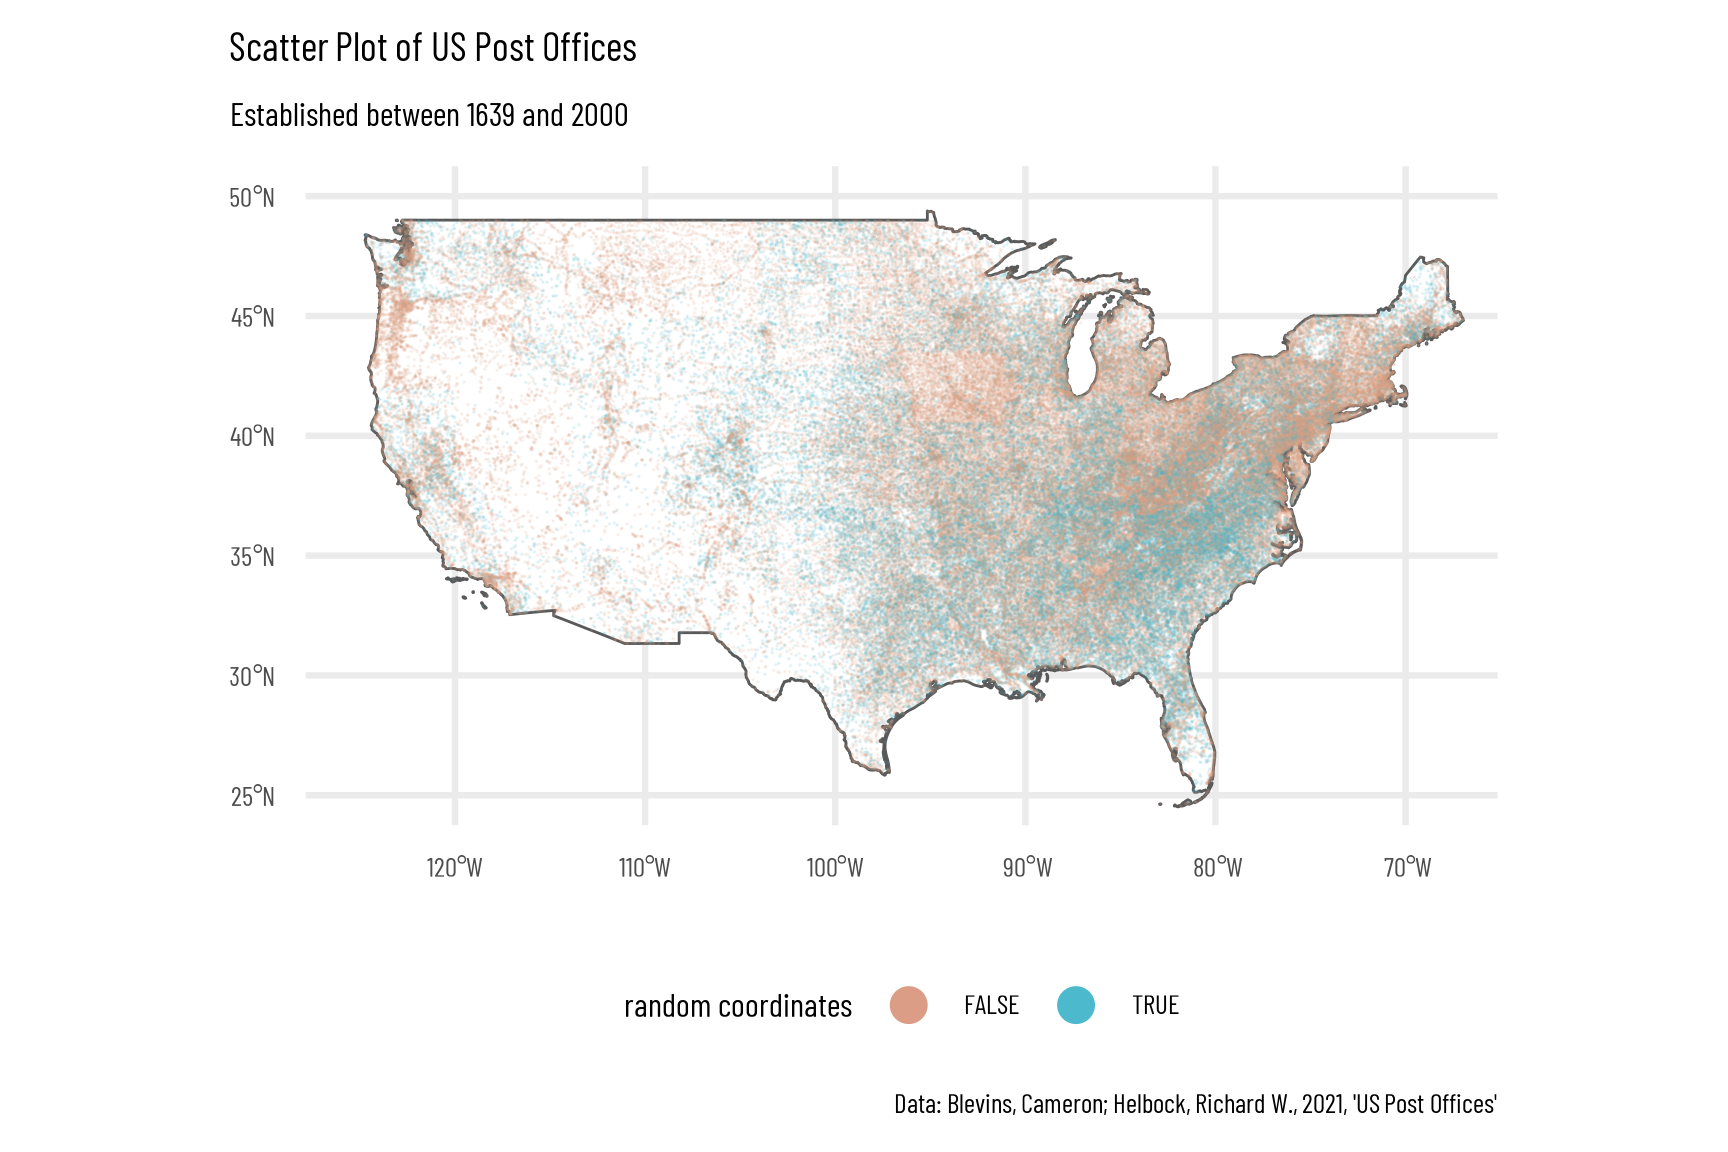 Scatter Plot of US Post Offices
Established between 1639 and 2000
50°N
45°N
40°N
35°N
30°N
25°N
120°W 110°W 100°W 90°W 80°W 70°W
random coordinates FALSE TRUE
Data: Blevins, Cameron; Helbock, Richard W., 2021, 'US Post Offices'